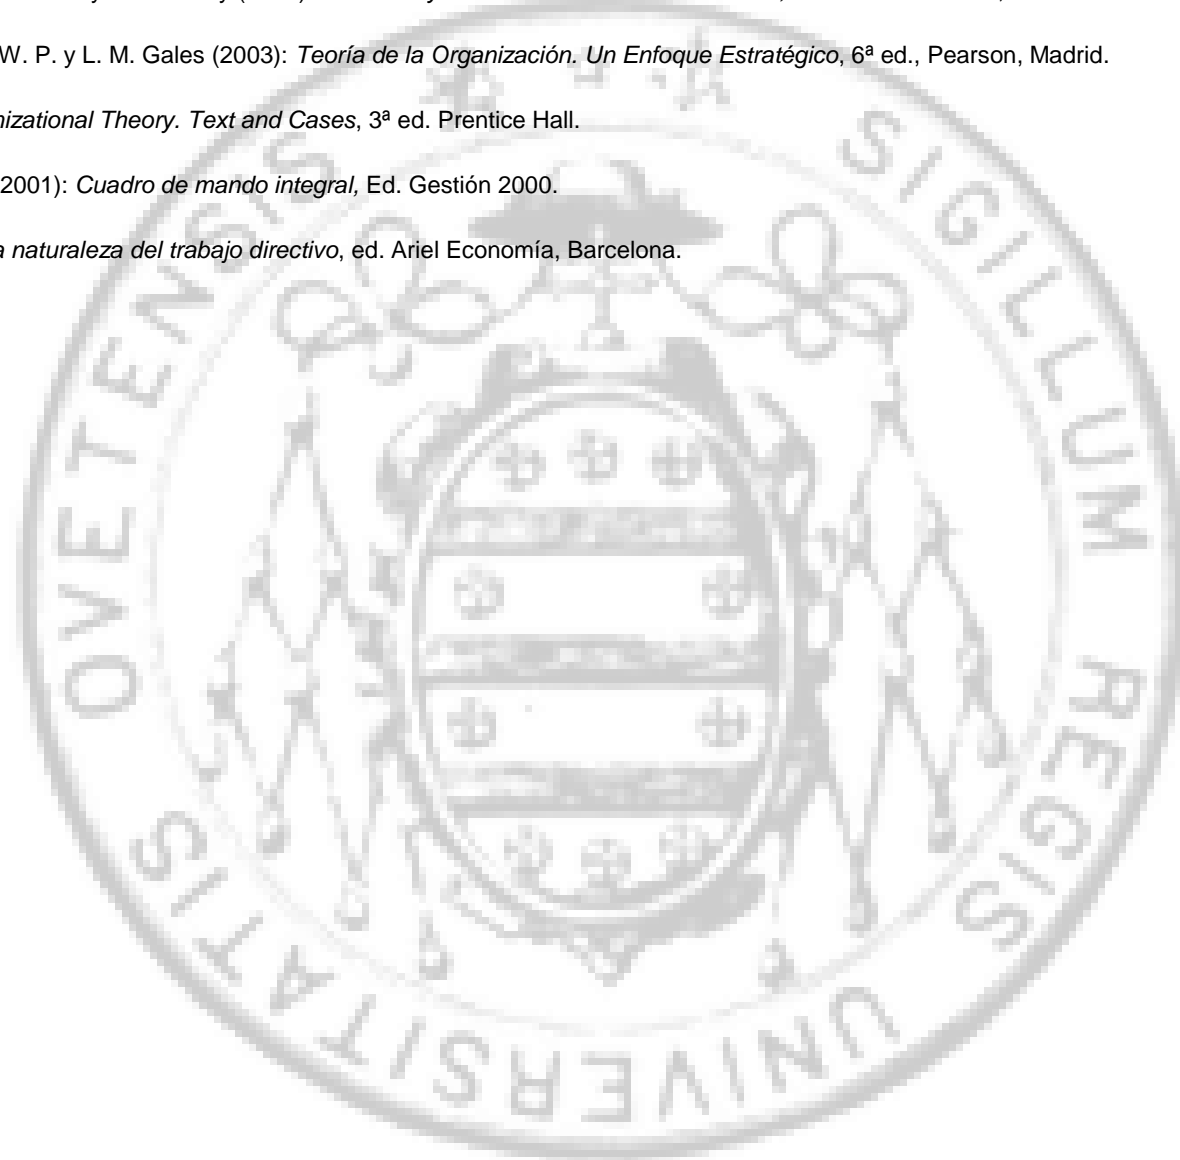 W. P. y L. M. Gales (2003): Teoría de la Organización. Un Enfoque Estratégico, 6ª ed., Pearson, Madrid.
nizational Theory. Text and Cases, 3ª ed. Prentice Hall.
2001): Cuadro de mando integral, Ed. Gestión 2000.
a naturaleza del trabajo directivo, ed. Ariel Economía, Barcelona.
SIGILLUM REGIS UNIVERSITATIS OVETENSIS